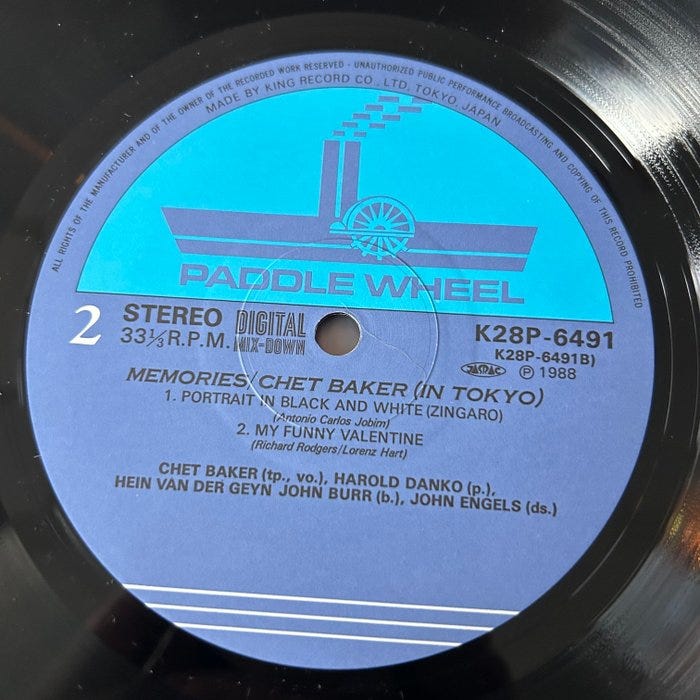 ALL RIGHTS OF THE MANUFACTURER AND OF THE OWNER OF THE RECORDED WORK RESERVED · UNAUTHORIZED PUBLIC PERFORMANCE BROADCASTING AND COPYING OF THIS RECORD PROHIBITED
MADE BY KING RECORD CO., LTD, TOKYO, JAPAN
PADDLE WHEEL
2 STEREO DIGITAL K28P-6491
33⅓ R.P.M. MIX-DOWN K28P-6491B)
JASRAC Ⓟ 1988
MEMORIES/CHET BAKER (IN TOKYO)
1. PORTRAIT IN BLACK AND WHITE (ZINGARO)
(Antonio Carlos Jobim)
2. MY FUNNY VALENTINE
(Richard Rodgers/Lorenz Hart)
CHET BAKER (tp., vo.), HAROLD DANKO (p.),
HEIN VAN DER GEYN JOHN BURR (b.), JOHN ENGELS (ds.)